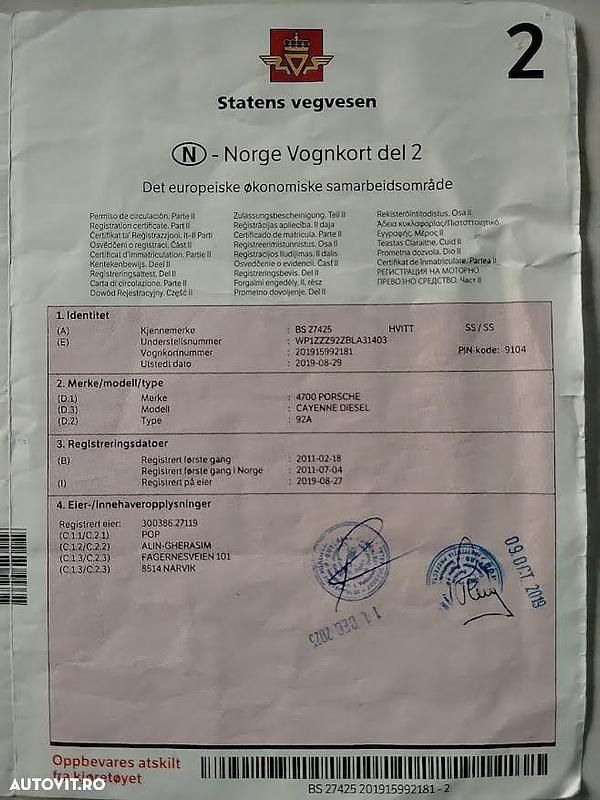 2
Statens vegvesen
N - Norge Vognkort del 2
Det europeiske økonomiske samarbeidsområde
Permiso de circulación. Parte II
Registration certificate. Part II
Certifikat ta' Reġistrazzjoni. It-II Parti
Osvědčení o registraci. Část II
Certificat d'immatriculation. Partie II
Kentekenbewijs. Deel II
Registreringsattest. Del II
Carta di circolazione. Parte II
Dowód Rejestracyjny. Część II
Zulassungsbescheinigung. Teil II
Reģistrācijas apliecība. II daļa
Certificado de matrícula. Parte II
Registreerimistunnistus. Osa II
Registracijos liudijimas. II dalis
Osvedčenie o evidencii. Časť II
Registreringsbevis. Del II
Forgalmi engedély. II. rész
Prometno dovoljenje. Del II
Rekisteröintitodistus. Osa II
Άδεια κυκλοφορίας/Πιστοποιητικό
Εγγραφής. Μέρος II
Teastas Cláraithe. Cuid II
Prometna dozvola. Dio II
Certificat de înmatriculare. Partea II
РЕГИСТРАЦИЯ НА МОТОРНО
ПРЕВОЗНО СРЕДСТВО. Част II
1. Identitet
(A) Kjennemerke : BS 27425 HVITT SS / SS
(E) Understellsnummer : WP1ZZZ92ZBLA31403
Vognkortnummer : 201915992181 PIN-kode: 9104
Utstedt dato : 2019-08-29
2. Merke/modell/type
(D.1) Merke : 4700 PORSCHE
(D.3) Modell : CAYENNE DIESEL
(D.2) Type : 92A
3. Registreringsdatoer
(B) Registrert første gang : 2011-02-18
Registrert første gang i Norge : 2011-07-04
(I) Registrert på eier : 2019-08-27
4. Eier-/innehaveropplysninger
Registrert eier: 300386 27119
(C.1.1/C.2.1) POP
(C.1.2/C.2.2) ALIN-GHERASIM
(C.1.3/C.2.3) FAGERNESVEIEN 101
(C.1.3/C.2.3) 8514 NARVIK
09 OCT. 2019
11 DEC 2025
Oppbevares atskilt
fra kjøretøyet
BS 27425 201915992181 - 2
AUTOVIT.RO